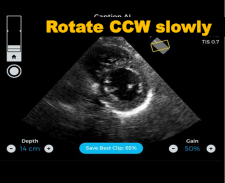 Caption AI
Rotate CCW slowly
TIS 0.7
Depth
Gain
14 cm
Save Best Clip: 65%
50%